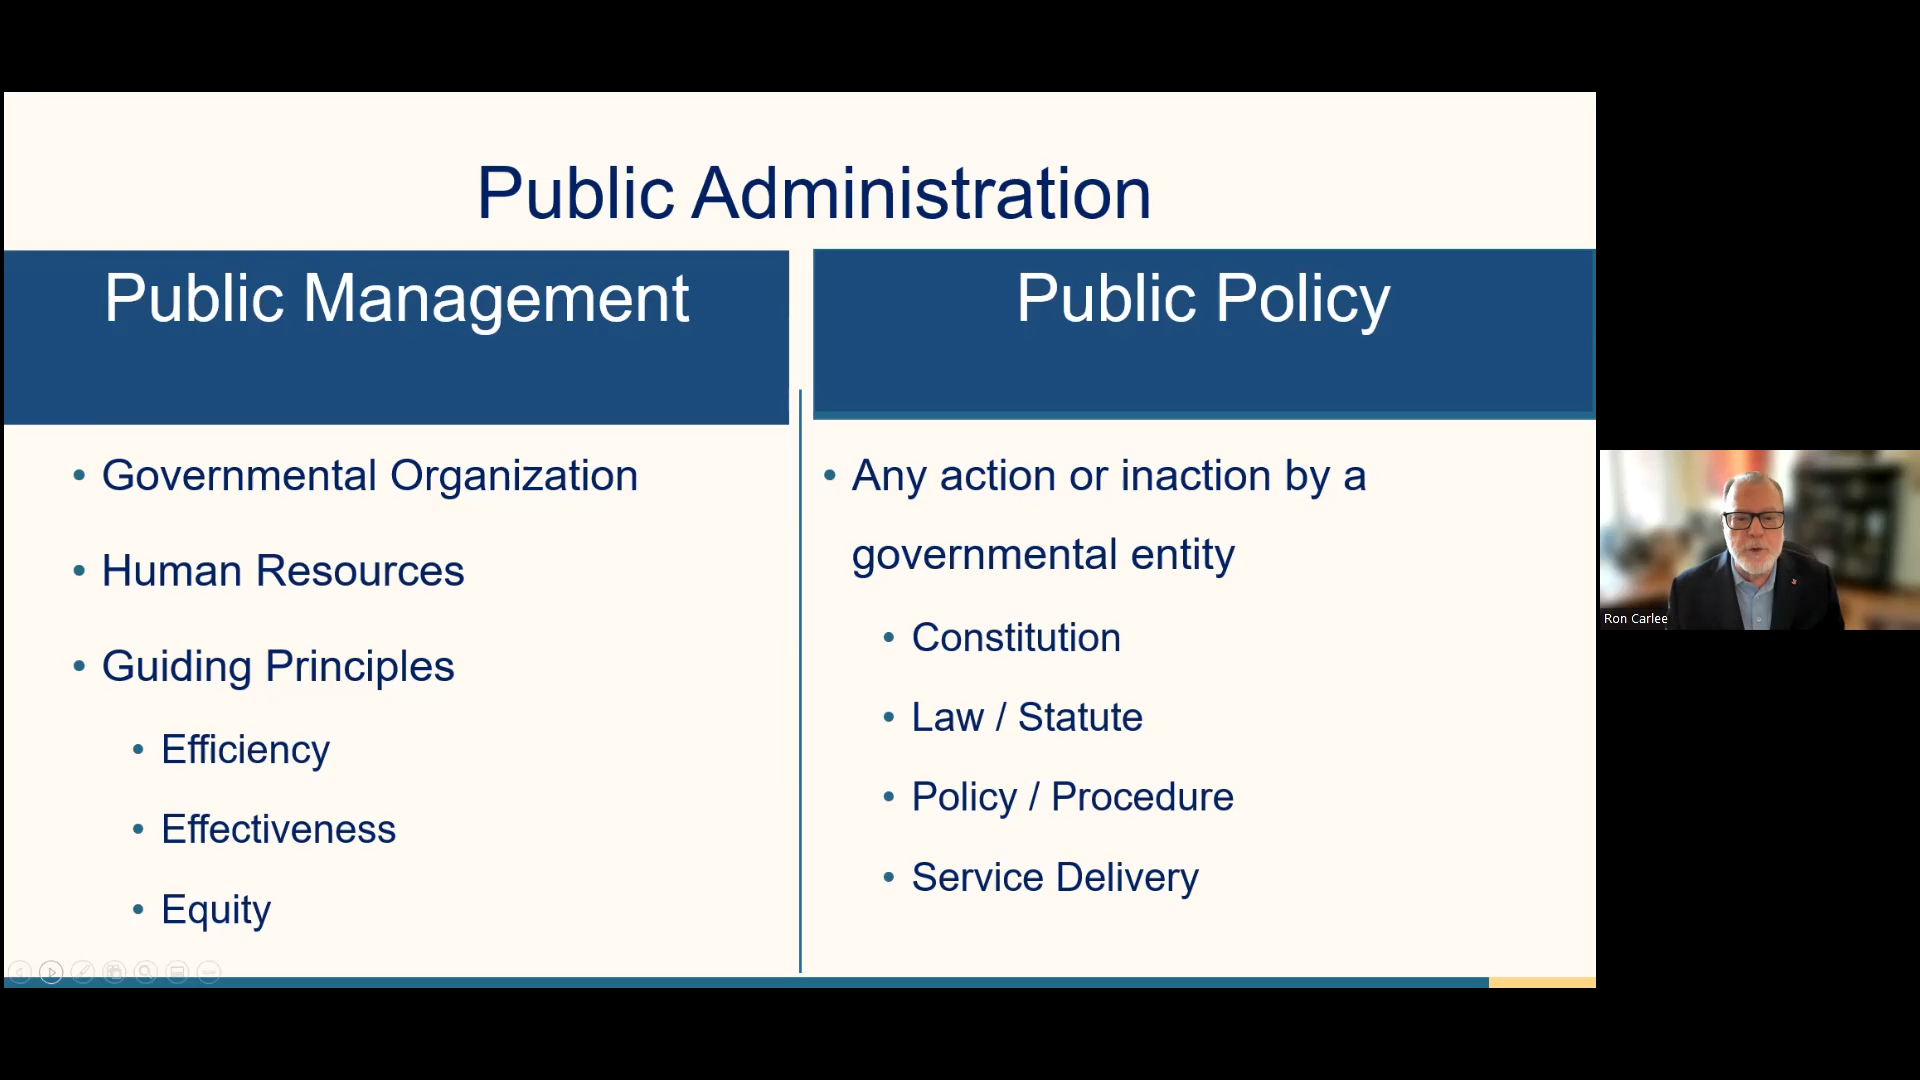 Public Administration
Public Management
Public Policy
• Governmental Organization
• Human Resources
• Guiding Principles
• Efficiency
• Effectiveness
• Equity
• Any action or inaction by a
governmental entity
• Constitution
• Law / Statute
• Policy / Procedure
• Service Delivery
Ron Carlee